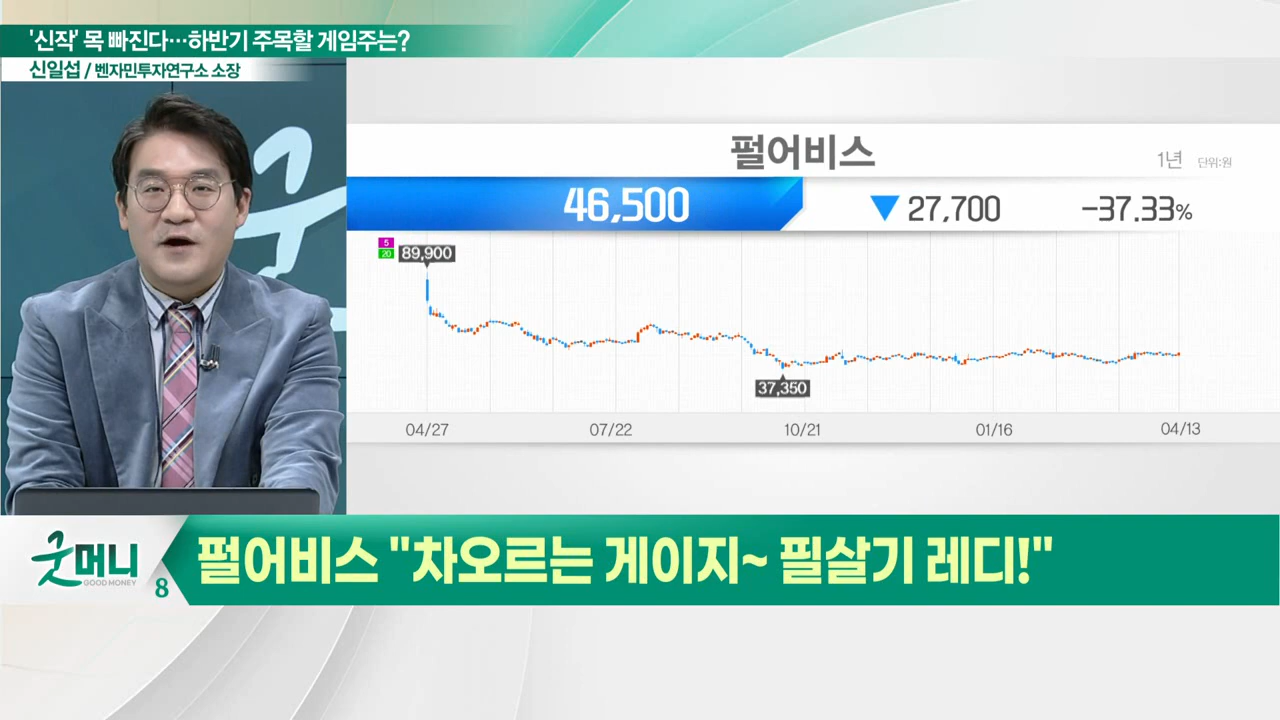 '신작' 목 빠진다…하반기 주목할 게임주는?
신일섭 / 벤자민투자연구소 소장
펄어비스
1년 단위:원
46,500 ▼ 27,700 -37.33%
5
20
89,900
37,350
04/27 07/22 10/21 01/16 04/13
굿머니
GOOD MONEY
8
펄어비스 "차오르는 게이지~ 필살기 레디!"